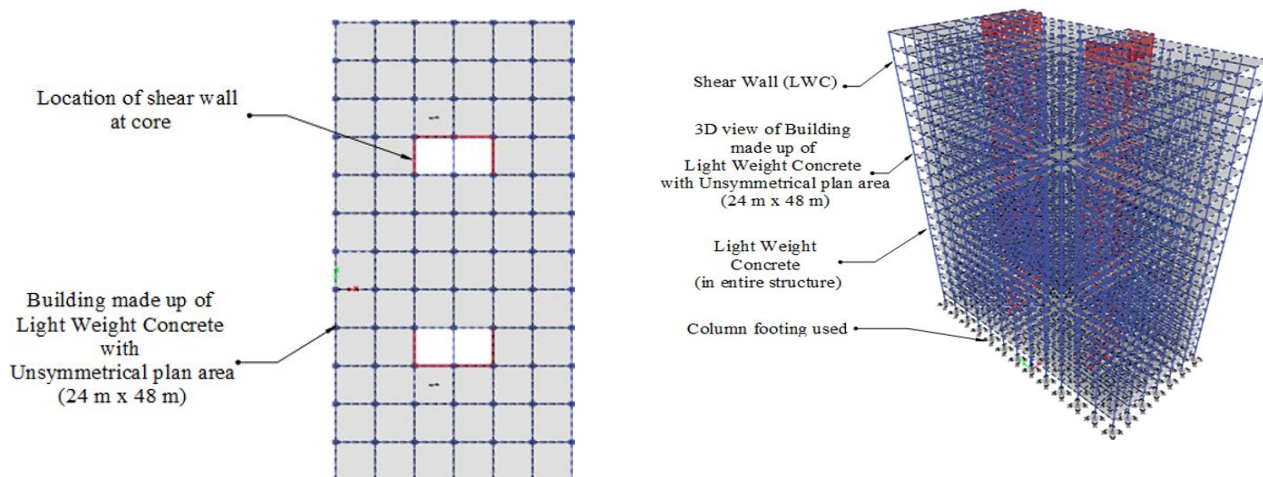 Location of shear wall
at core
Building made up of
Light Weight Concrete
with
Unsymmetrical plan area
(24 m x 48 m)
Shear Wall (LWC)
3D view of Building
made up of
Light Weight Concrete
with Unsymmetrical plan area
(24 m x 48 m)
Light Weight
Concrete
(in entire structure)
Column footing used